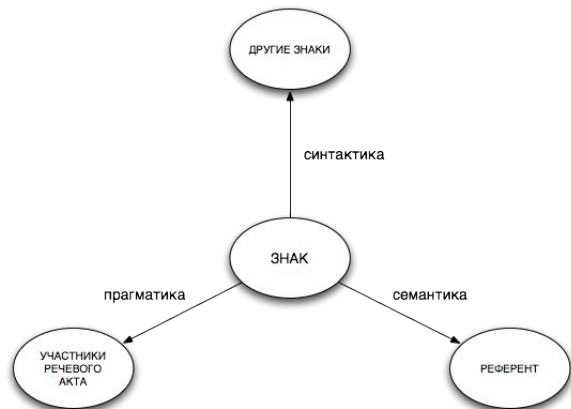 ДРУГИЕ ЗНАКИ
синтактика
ЗНАК
прагматика
семантика
УЧАСТНИКИ
РЕЧЕВОГО
АКТА
РЕФЕРЕНТ